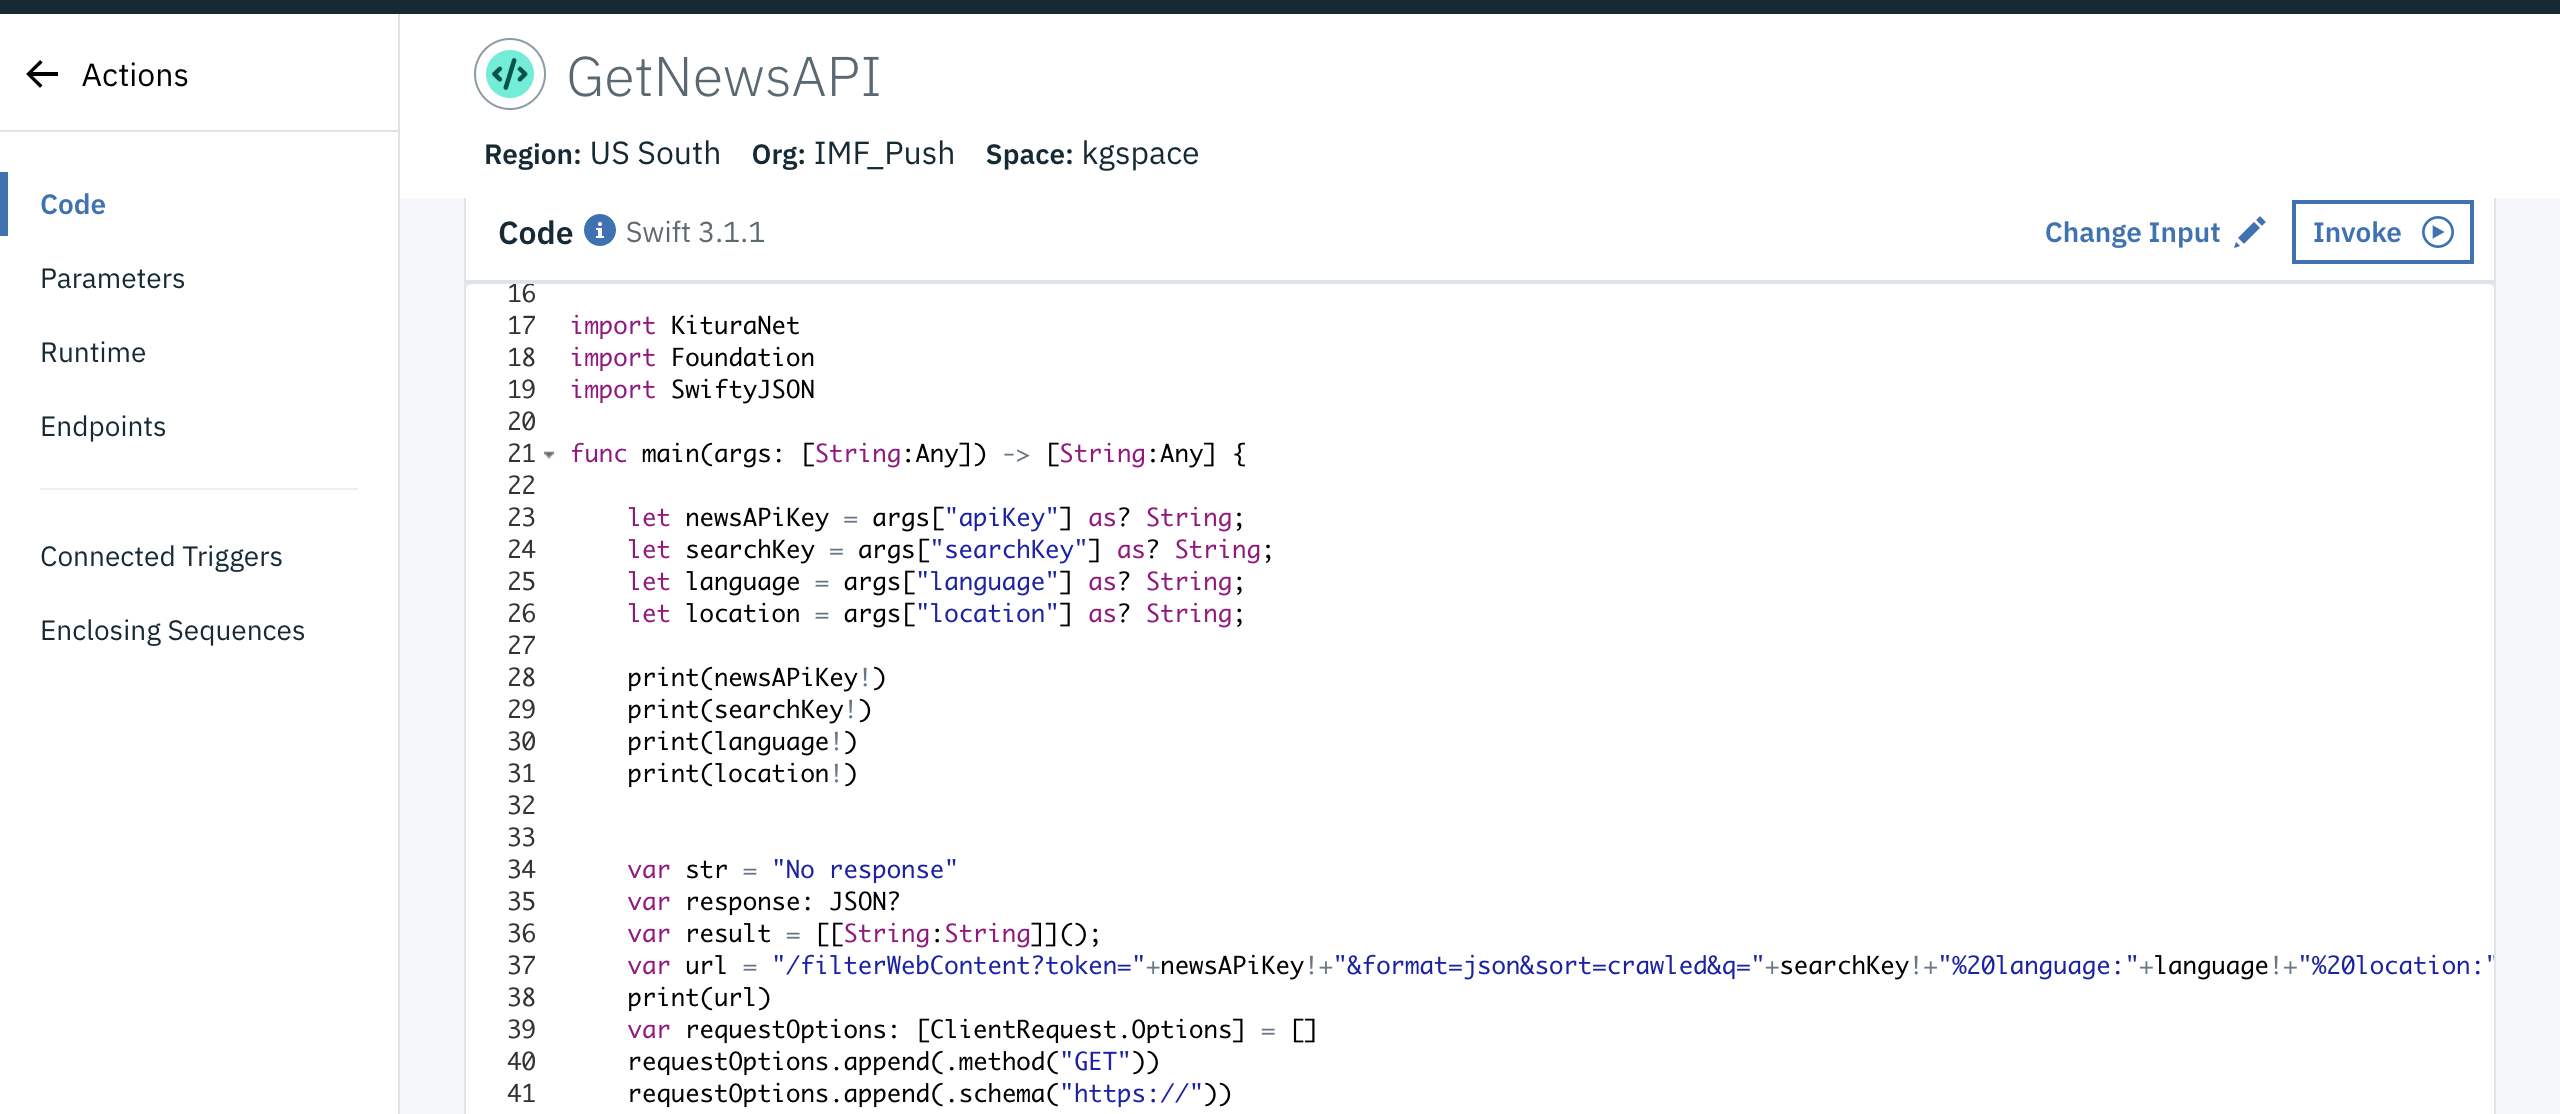 Actions
Code
Parameters
Runtime
Endpoints
Connected Triggers
Enclosing Sequences
</> GetNewsAPI
Region: US South Org: IMF_Push Space: kgspace
Code i Swift 3.1.1 Change Input Invoke
16
17 import KituraNet
18 import Foundation
19 import SwiftyJSON
20
21 func main(args: [String:Any]) -> [String:Any] {
22
23 let newsAPiKey = args["apiKey"] as? String;
24 let searchKey = args["searchKey"] as? String;
25 let language = args["language"] as? String;
26 let location = args["location"] as? String;
27
28 print(newsAPiKey!)
29 print(searchKey!)
30 print(language!)
31 print(location!)
32
33
34 var str = "No response"
35 var response: JSON?
36 var result = [[String:String]]();
37 var url = "/filterWebContent?token="+newsAPiKey!+"&format=json&sort=crawled&q="+searchKey!+"%20language:"+language!+"%20location:"
38 print(url)
39 var requestOptions: [ClientRequest.Options] = []
40 requestOptions.append(.method("GET"))
41 requestOptions.append(.schema("https://"))